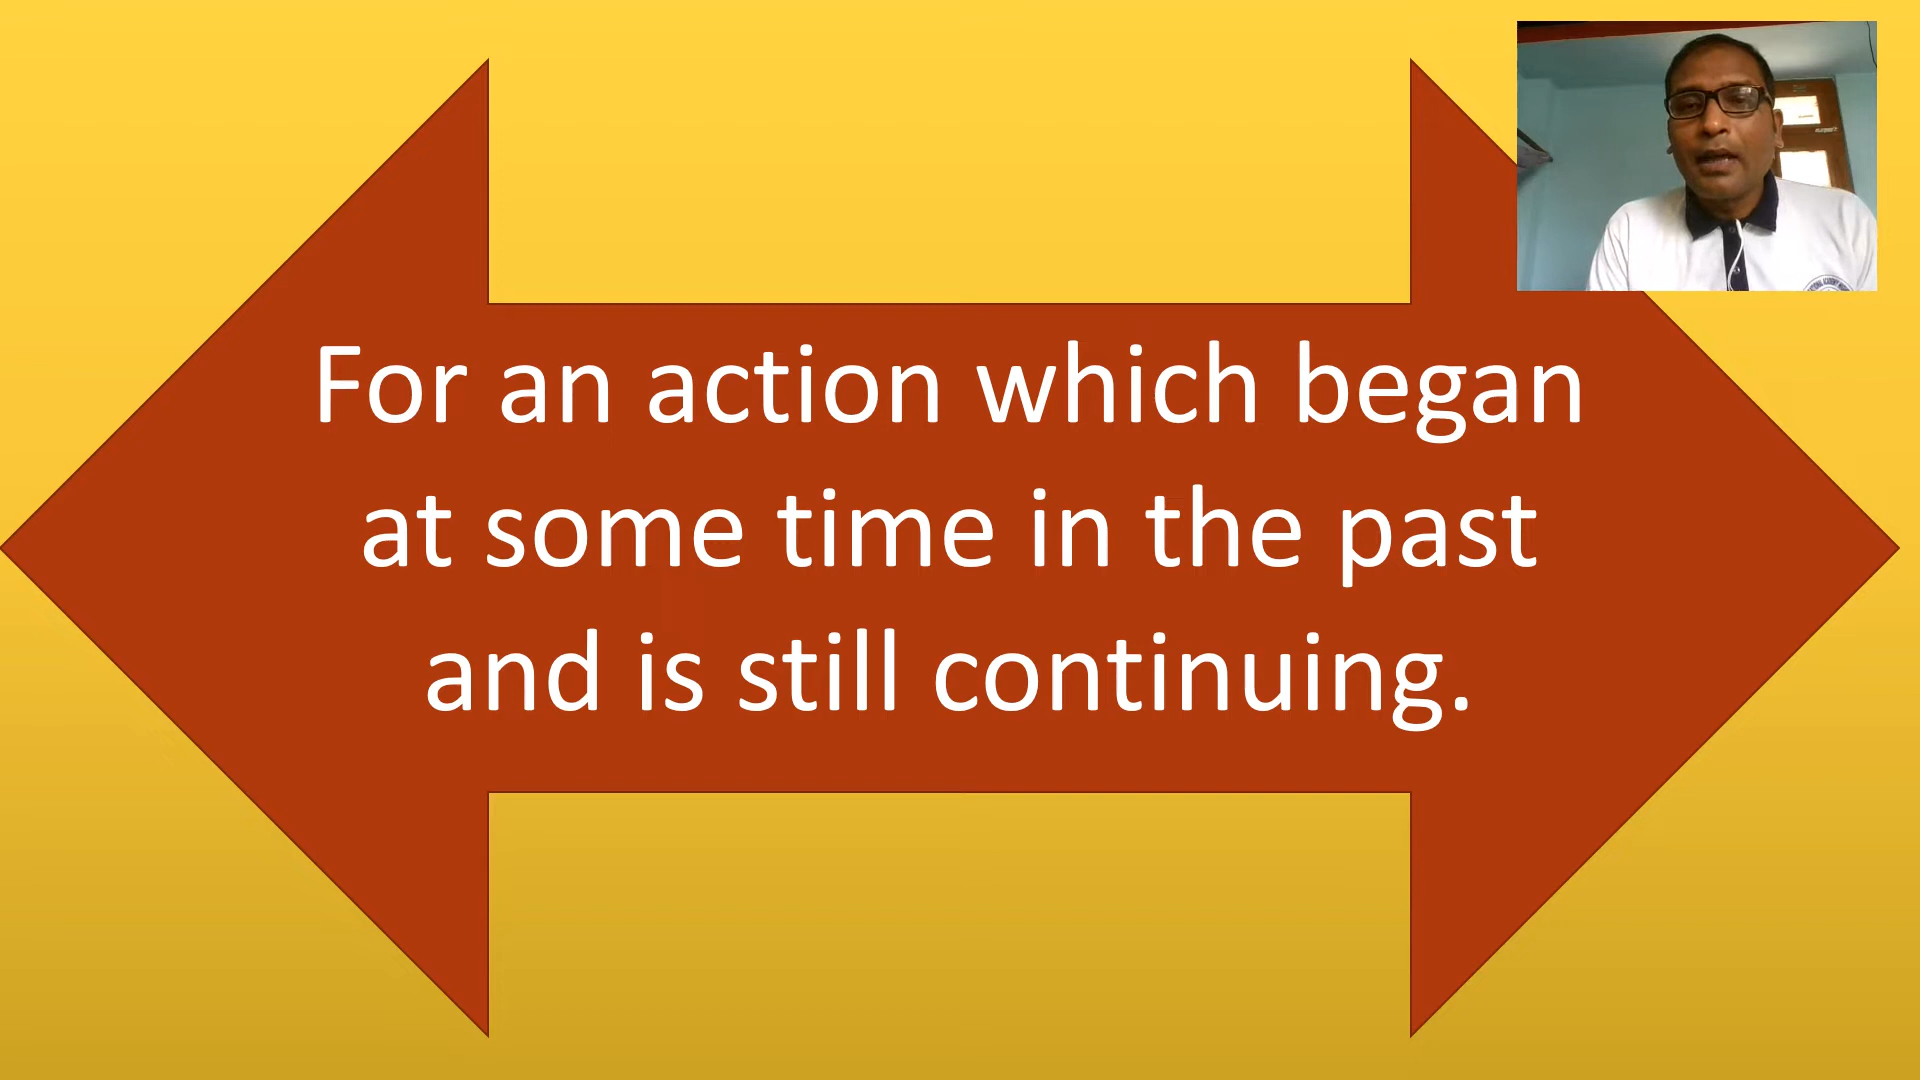 For an action which began
at some time in the past
and is still continuing.